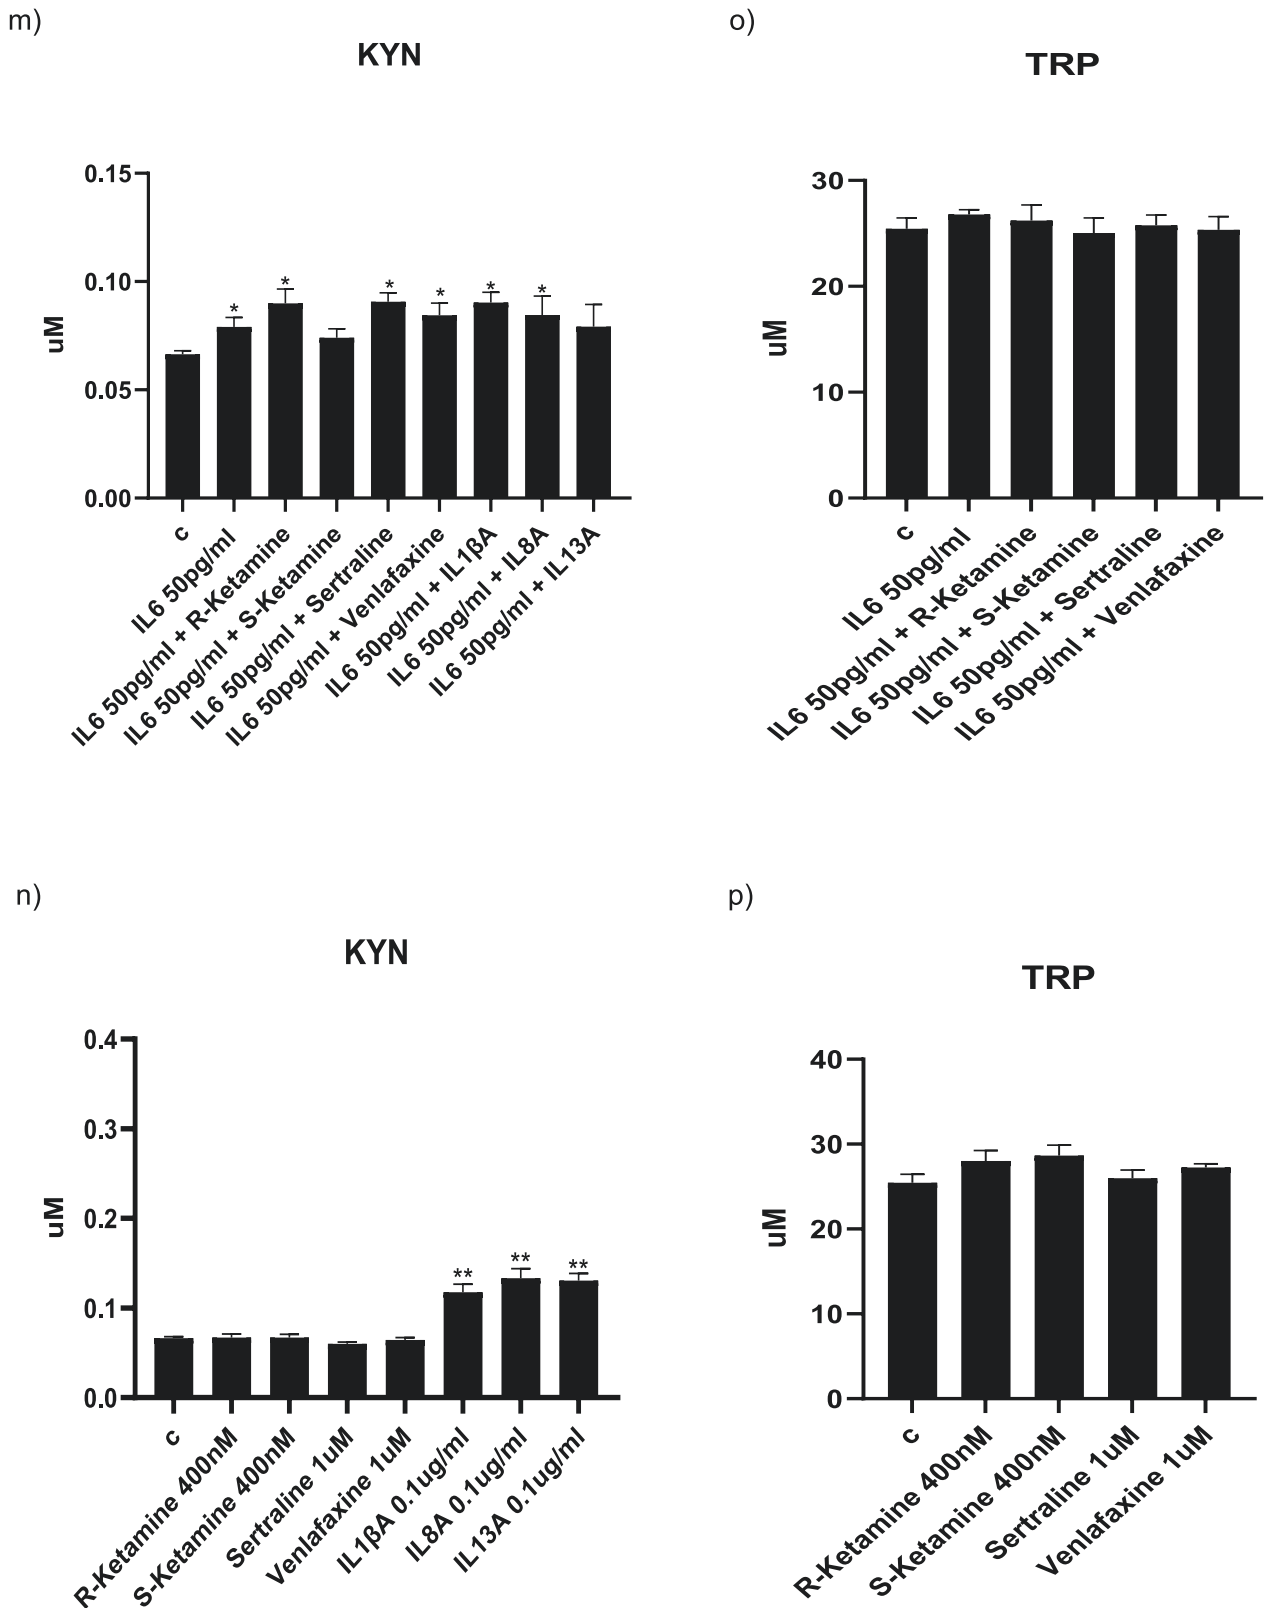 m)
KYN
0.15
0.10
0.05
0.00
uM
*
*
*
*
*
*
c
IL6 50pg/ml
IL6 50pg/ml + R-Ketamine
IL6 50pg/ml + S-Ketamine
IL6 50pg/ml + Sertraline
IL6 50pg/ml + Venlafaxine
IL6 50pg/ml + IL1βA
IL6 50pg/ml + IL8A
IL6 50pg/ml + IL13A
o)
TRP
30
20
10
0
uM
c
IL6 50pg/ml
IL6 50pg/ml + R-Ketamine
IL6 50pg/ml + S-Ketamine
IL6 50pg/ml + Sertraline
IL6 50pg/ml + Venlafaxine
n)
KYN
0.4
0.3
0.2
0.1
0.0
uM
**
**
**
c
R-Ketamine 400nM
S-Ketamine 400nM
Sertraline 1uM
Venlafaxine 1uM
IL1βA 0.1ug/ml
IL8A 0.1ug/ml
IL13A 0.1ug/ml
p)
TRP
40
30
20
10
0
uM
c
R-Ketamine 400nM
S-Ketamine 400nM
Sertraline 1uM
Venlafaxine 1uM